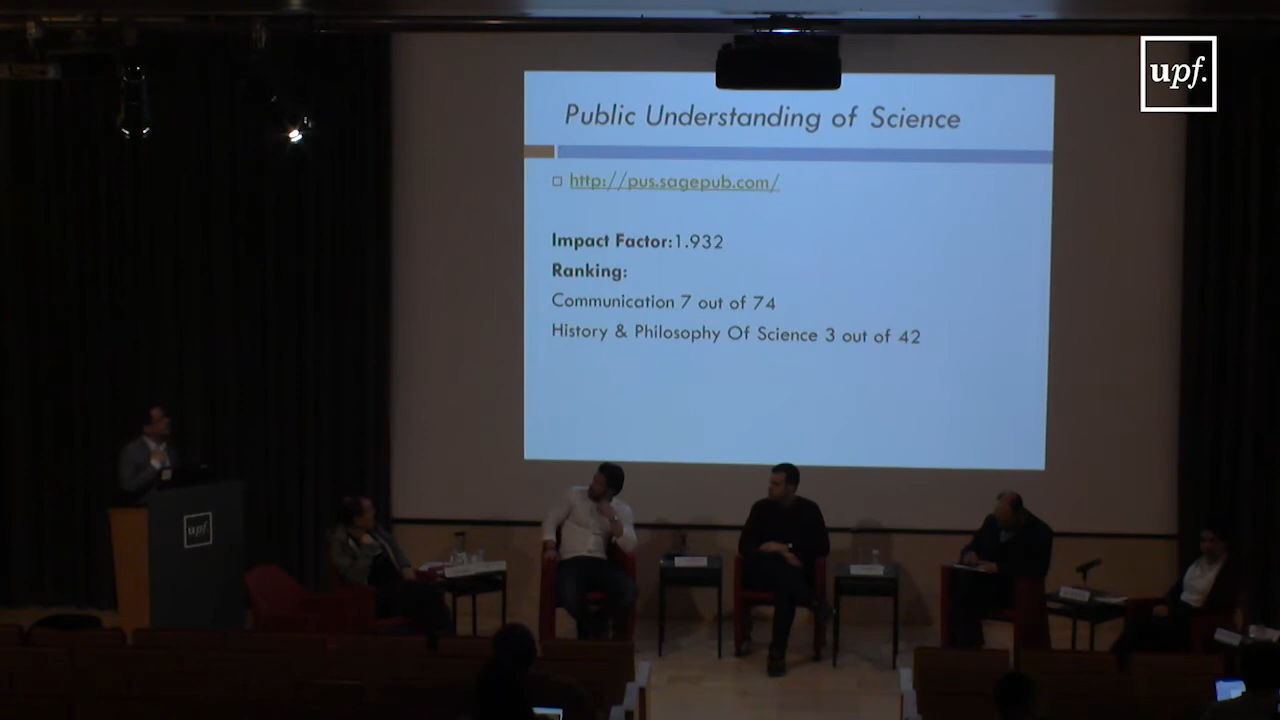 upf.
Public Understanding of Science
http://pus.sagepub.com/
Impact Factor:1.932
Ranking:
Communication 7 out of 74
History & Philosophy Of Science 3 out of 42
upf.